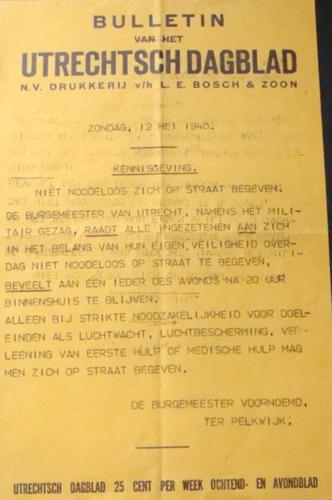 BULLETIN
VAN HET
UTRECHTSCH DAGBLAD
N.V. DRUKKERIJ v/h L. E. BOSCH & ZOON
ZONDAG, 12 MEI 1940.
KENNISGEVING.
NIET NOODELOOS ZICH OP STRAAT BEGEVEN.
DE BURGEMEESTER VAN UTRECHT, NAMENS HET MILI-
TAIR GEZAG, RAADT ALLE INGEZETENEN AAN ZICH
IN HET BELANG VAN HUN EIGEN VEILIGHEID OVER-
DAG NIET NOODELOOS OP STRAAT TE BEGEVEN,
BEVEELT AAN EEN IEDER DES AVONDS NA 20 UUR
BINNENSHUIS TE BLIJVEN.
ALLEEN BIJ STRIKTE NOODZAKELIJKHEID VOOR DOEL-
EINDEN ALS LUCHTWACHT, LUCHTBESCHERMING, VER-
LEENING VAN EERSTE HULP OF MEDISCHE HULP MAG
MEN ZICH OP STRAAT BEGEVEN.
DE BURGEMEESTER VOORNOEMD,
TER PELKWIJK.
UTRECHTSCH DAGBLAD 25 CENT PER WEEK OCHTEND- EN AVONDBLAD